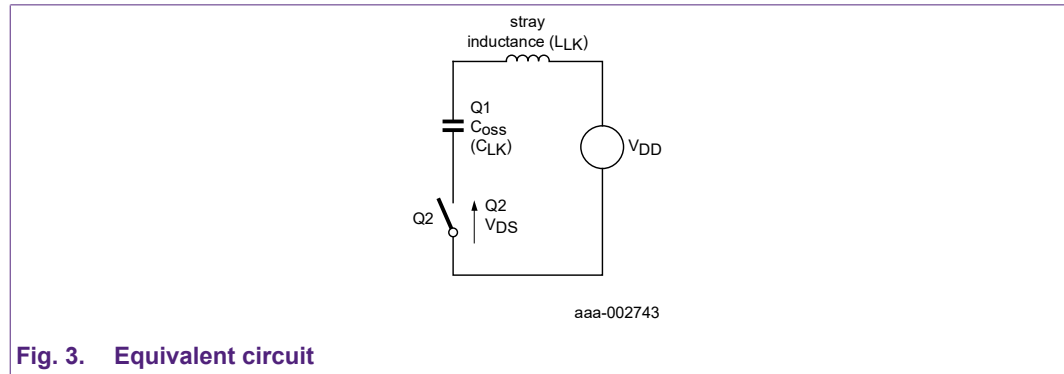 stray
inductance (LLK)
Q1
Coss
(CLK)
VDD
Q2
Q2
VDS
aaa-002743
Fig. 3. Equivalent circuit